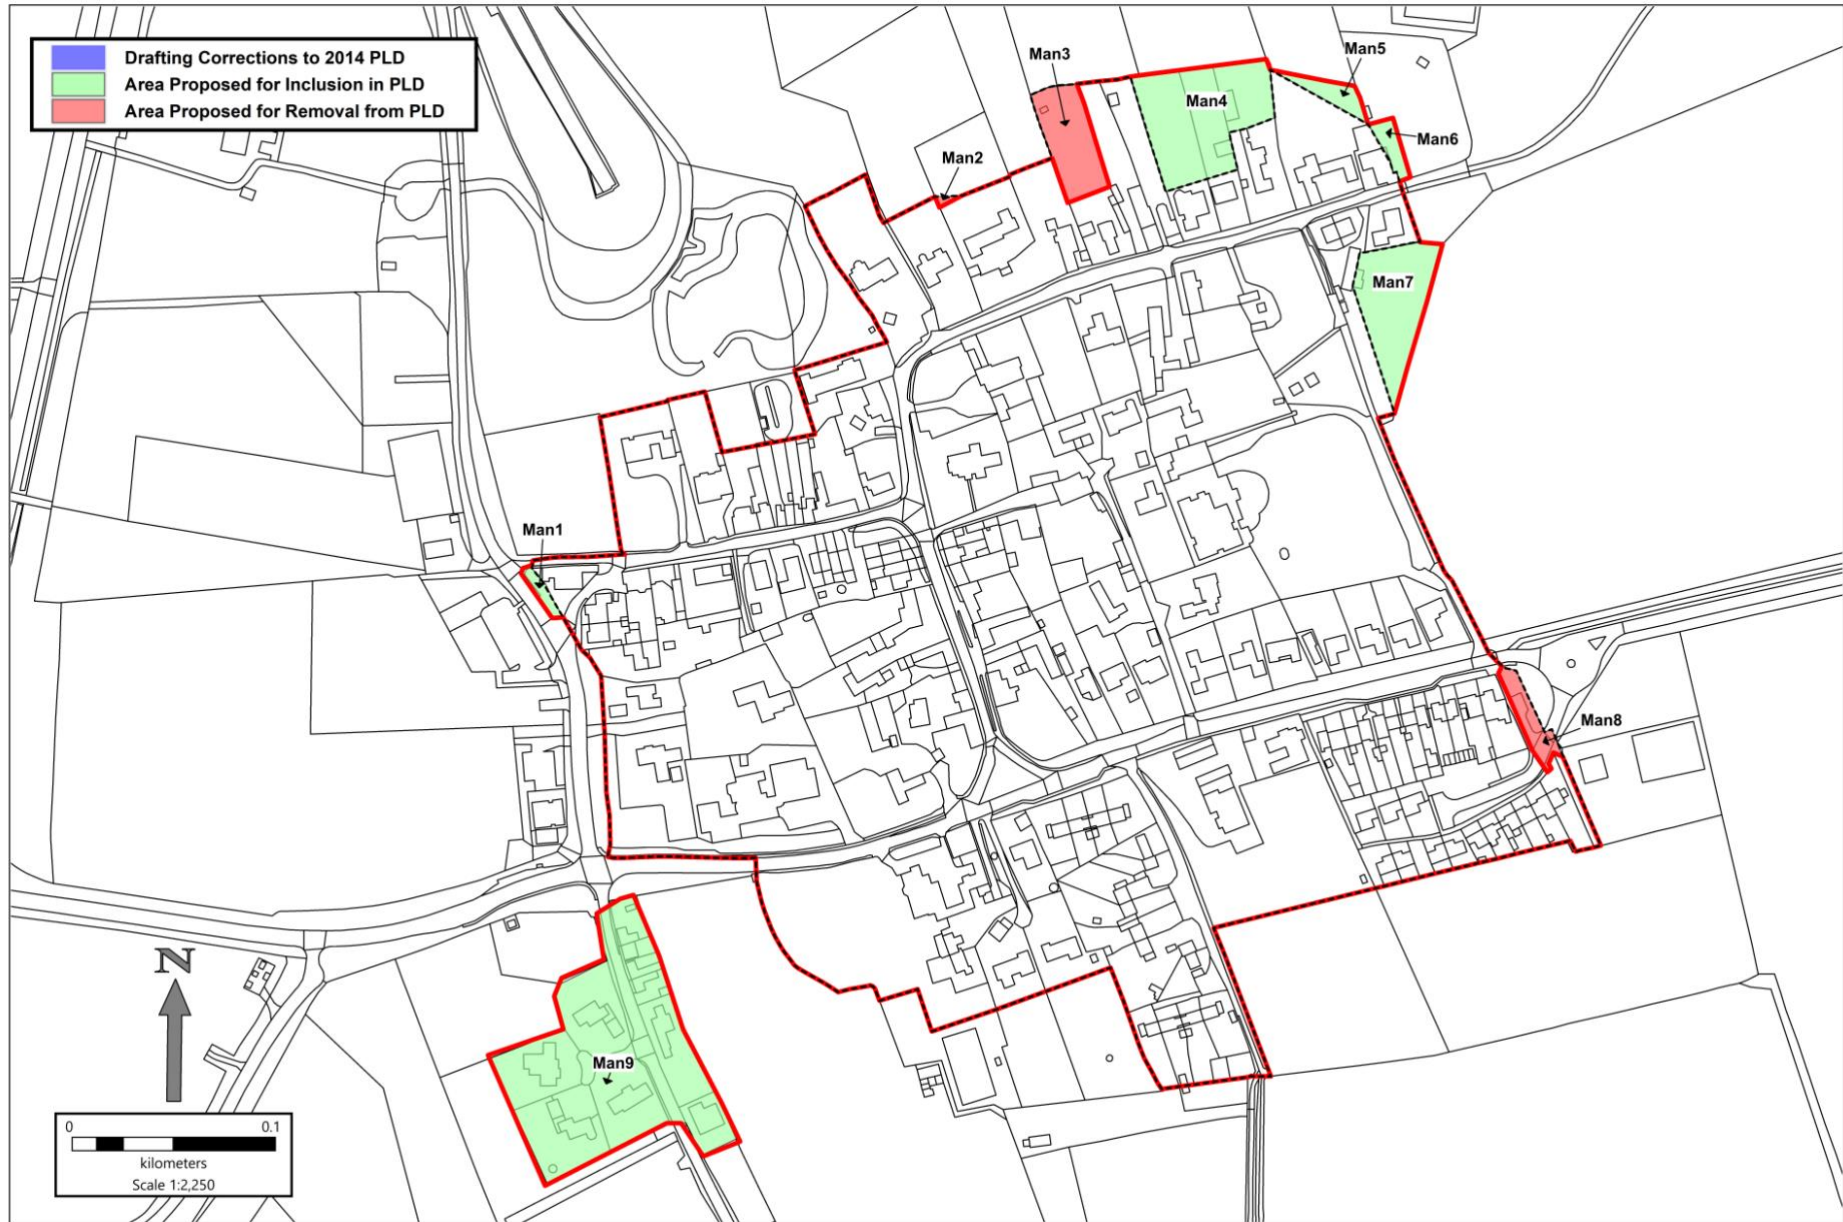 Drafting Corrections to 2014 PLD
Area Proposed for Inclusion in PLD
Area Proposed for Removal from PLD
Man3
Man5
Man4
Man6
Man2
Man7
Man1
Man8
Man9
N
0 0.1
kilometers
Scale 1:2,250